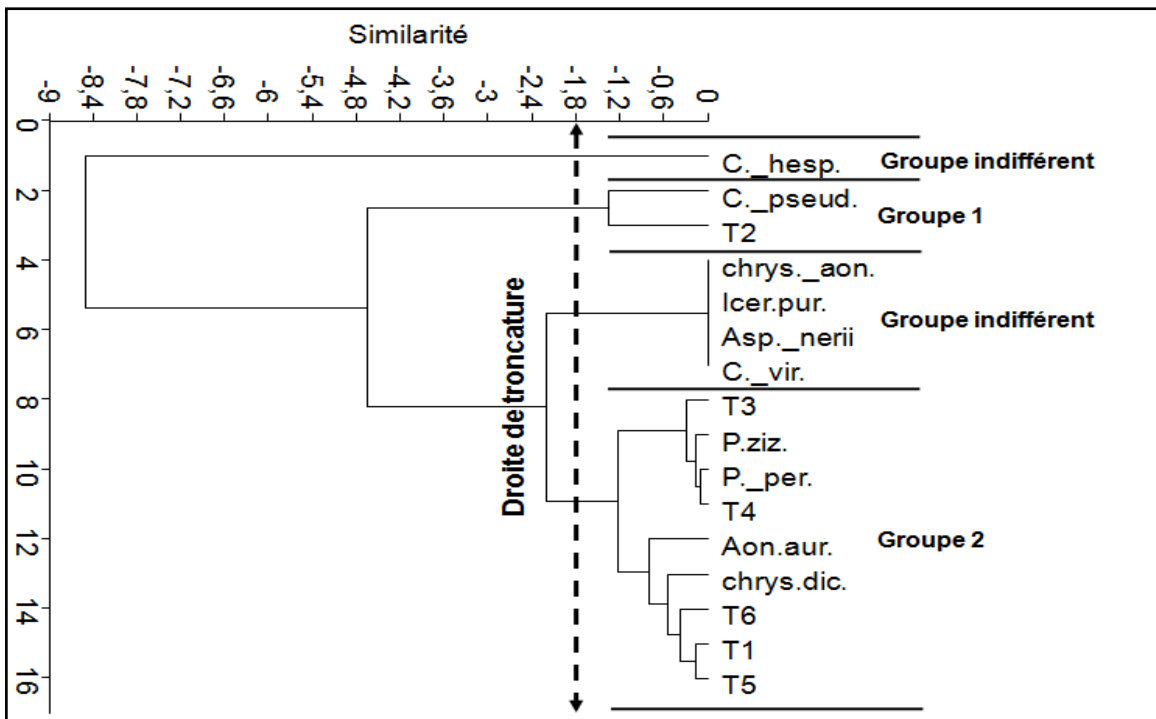 Similarité
-9 -8,4 -7,8 -7,2 -6,6 -6 -5,4 -4,8 -4,2 -3,6 -3 -2,4 -1,8 -1,2 -0,6 0
0
2
4
6
8
10
12
14
16
Droite de troncature
C._hesp.
Groupe indifférent
C._pseud.
Groupe 1
T2
chrys._aon.
Icer.pur.
Groupe indifférent
Asp._nerii
C._vir.
T3
P.ziz.
P._per.
T4
Groupe 2
Aon.aur.
chrys.dic.
T6
T1
T5